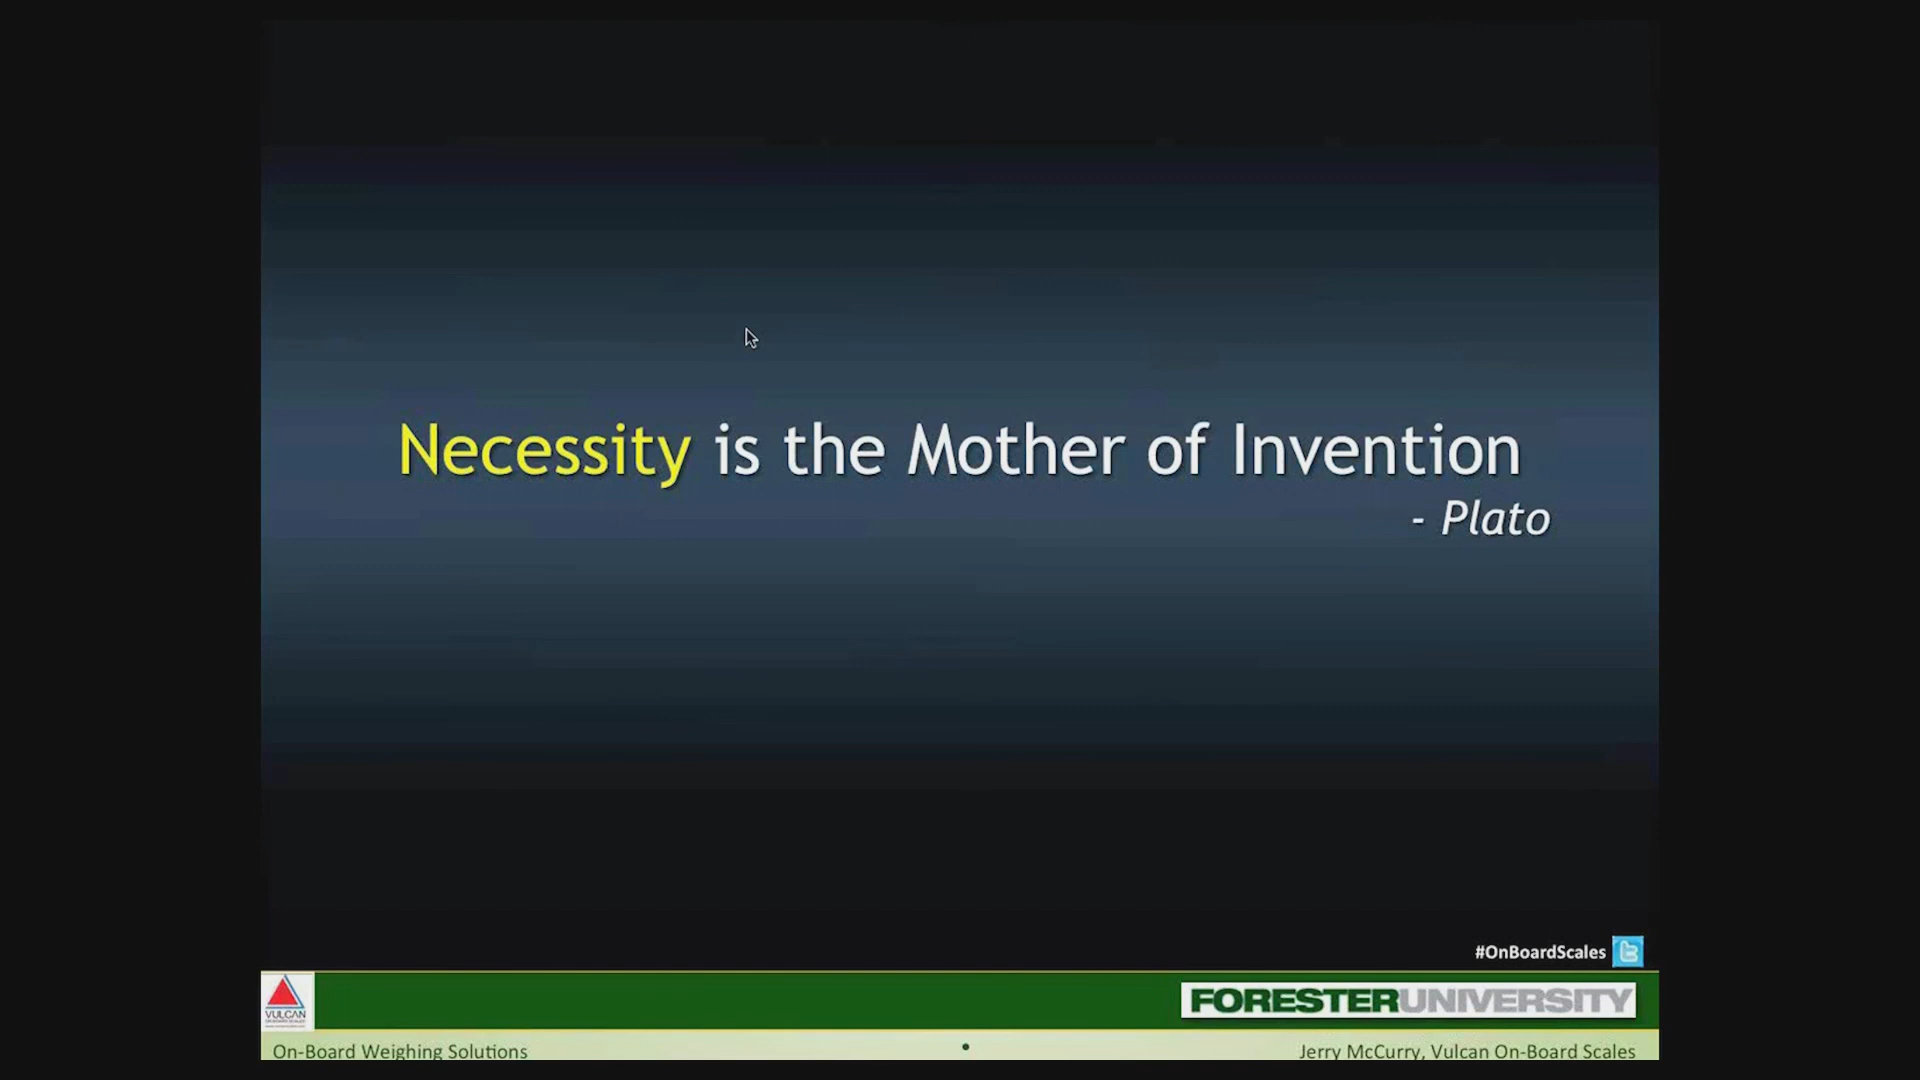 Necessity is the Mother of Invention
- Plato
#OnBoardScales
VULCAN
FORESTERUNIVERSITY
On-Board Weighing Solutions
Jerry McCurry, Vulcan On-Board Scales